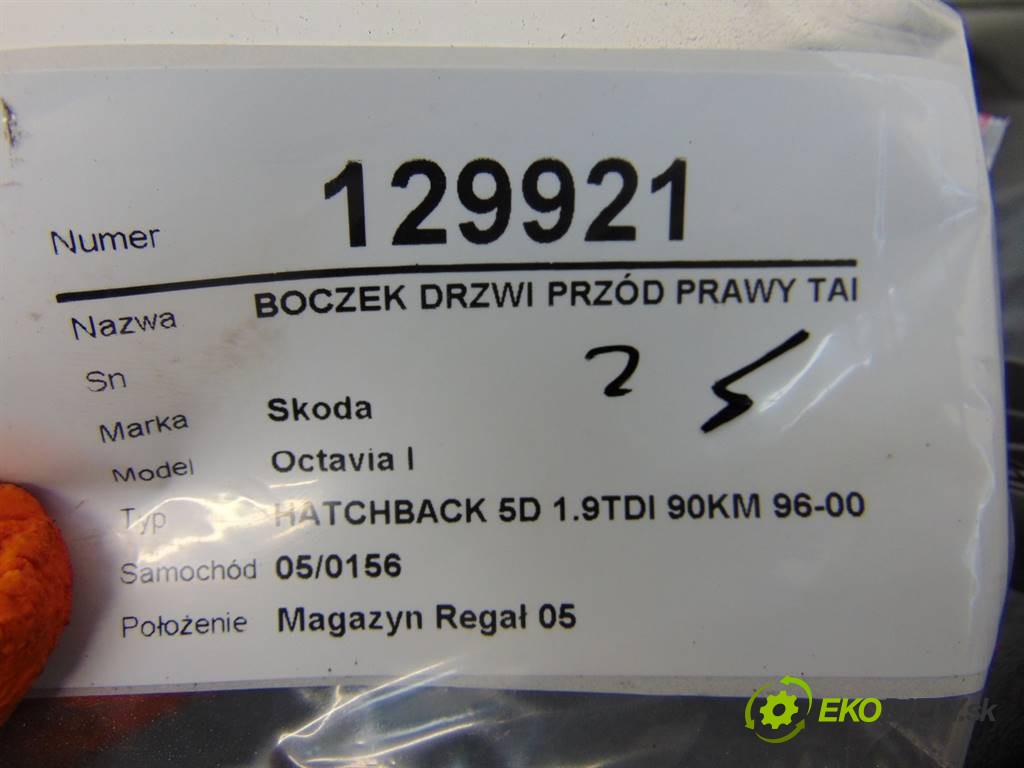 Numer 129921
Nazwa BOCZEK DRZWI PRZÓD PRAWY TAI
Sn
Marka Skoda
Model Octavia I
Typ HATCHBACK 5D 1.9TDI 90KM 96-00
Samochód 05/0156
Położenie Magazyn Regał 05
EKO
.sk